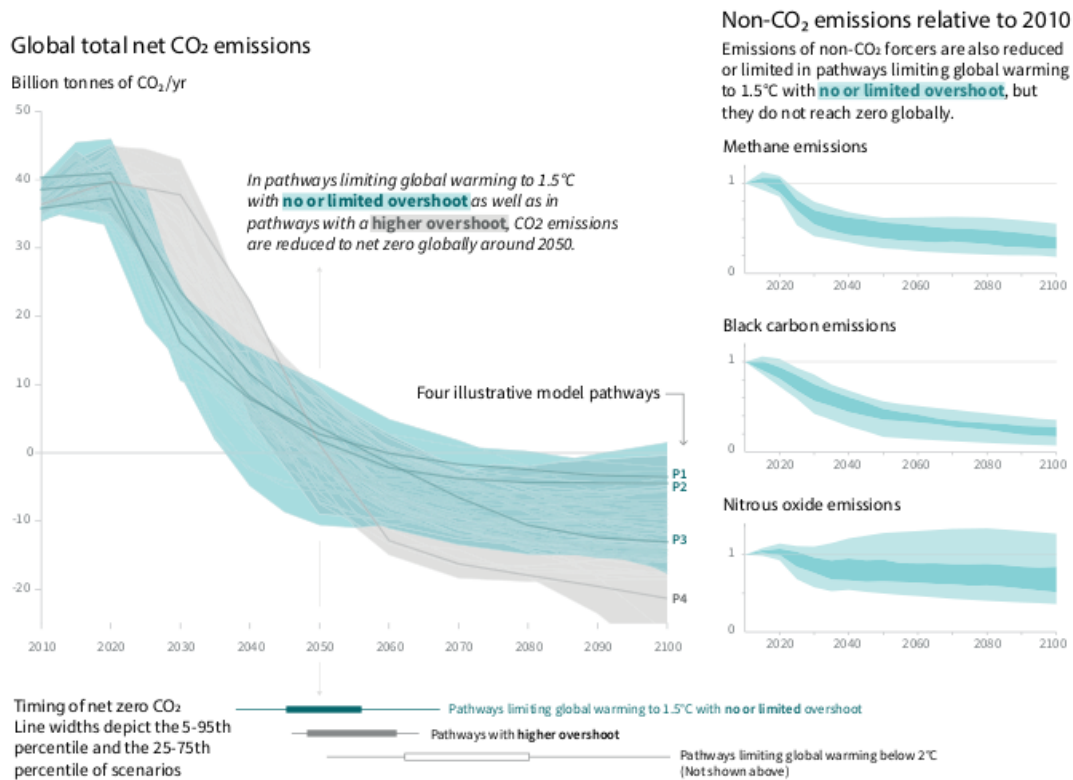 Global total net CO₂ emissions
Billion tonnes of CO₂/yr
50
40
30
20
10
0
-10
-20
2010 2020 2030 2040 2050 2060 2070 2080 2090 2100
In pathways limiting global warming to 1.5°C
with no or limited overshoot as well as in
pathways with a higher overshoot, CO2 emissions
are reduced to net zero globally around 2050.
Four illustrative model pathways
P1
P2
P3
P4
Non-CO₂ emissions relative to 2010
Emissions of non-CO₂ forcers are also reduced
or limited in pathways limiting global warming
to 1.5°C with no or limited overshoot, but
they do not reach zero globally.
Methane emissions
1
0
2020 2040 2060 2080 2100
Black carbon emissions
1
0
2020 2040 2060 2080 2100
Nitrous oxide emissions
1
0
2020 2040 2060 2080 2100
Timing of net zero CO₂
Line widths depict the 5-95th
percentile and the 25-75th
percentile of scenarios
Pathways limiting global warming to 1.5°C with no or limited overshoot
Pathways with higher overshoot
Pathways limiting global warming below 2°C
(Not shown above)